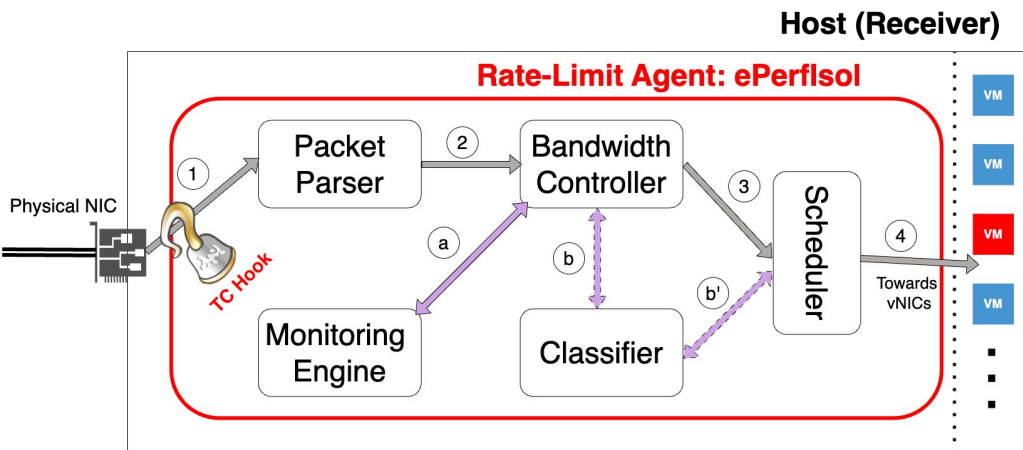 Host (Receiver)
Rate-Limit Agent: ePerfIsol
VM
VM
VM
VM
Physical NIC
TC Hook
1
Packet
Parser
2
Bandwidth
Controller
3
Scheduler
4
Towards
vNICs
a
b
b'
Monitoring
Engine
Classifier